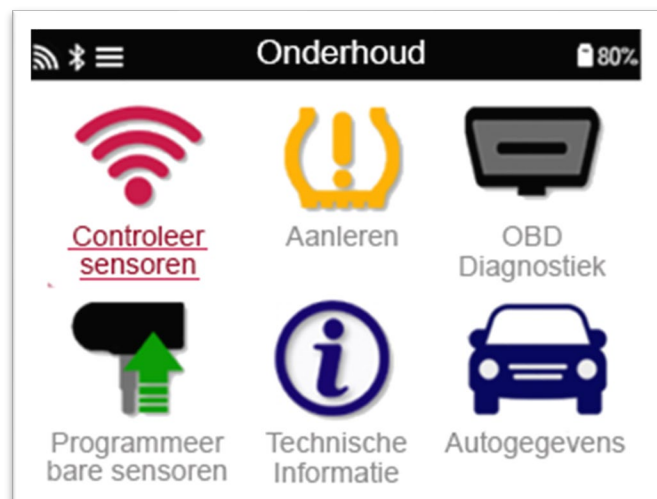 Onderhoud
80%
Controleer
sensoren
Aanleren
OBD
Diagnostiek
Programmeer
bare sensoren
Technische
Informatie
Autogegevens